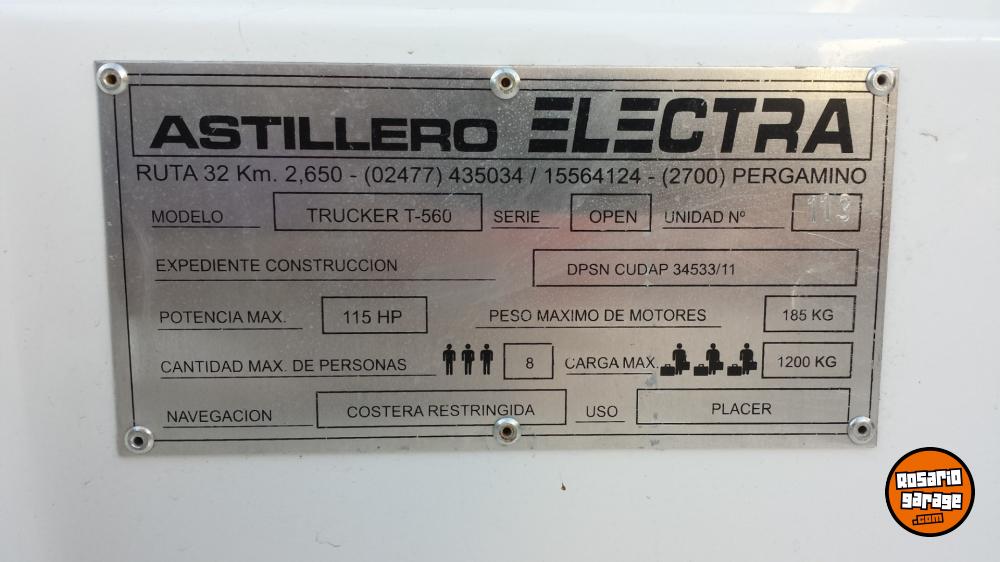 ASTILLERO ELECTRA
RUTA 32 Km. 2,650 - (02477) 435034 / 15564124 - (2700) PERGAMINO
MODELO TRUCKER T-560 SERIE OPEN UNIDAD Nº 113
EXPEDIENTE CONSTRUCCION DPSN CUDAP 34533/11
POTENCIA MAX. 115 HP PESO MAXIMO DE MOTORES 185 KG
CANTIDAD MAX. DE PERSONAS 8 CARGA MAX. 1200 KG
NAVEGACION COSTERA RESTRINGIDA USO PLACER
Rosario
garage
.com